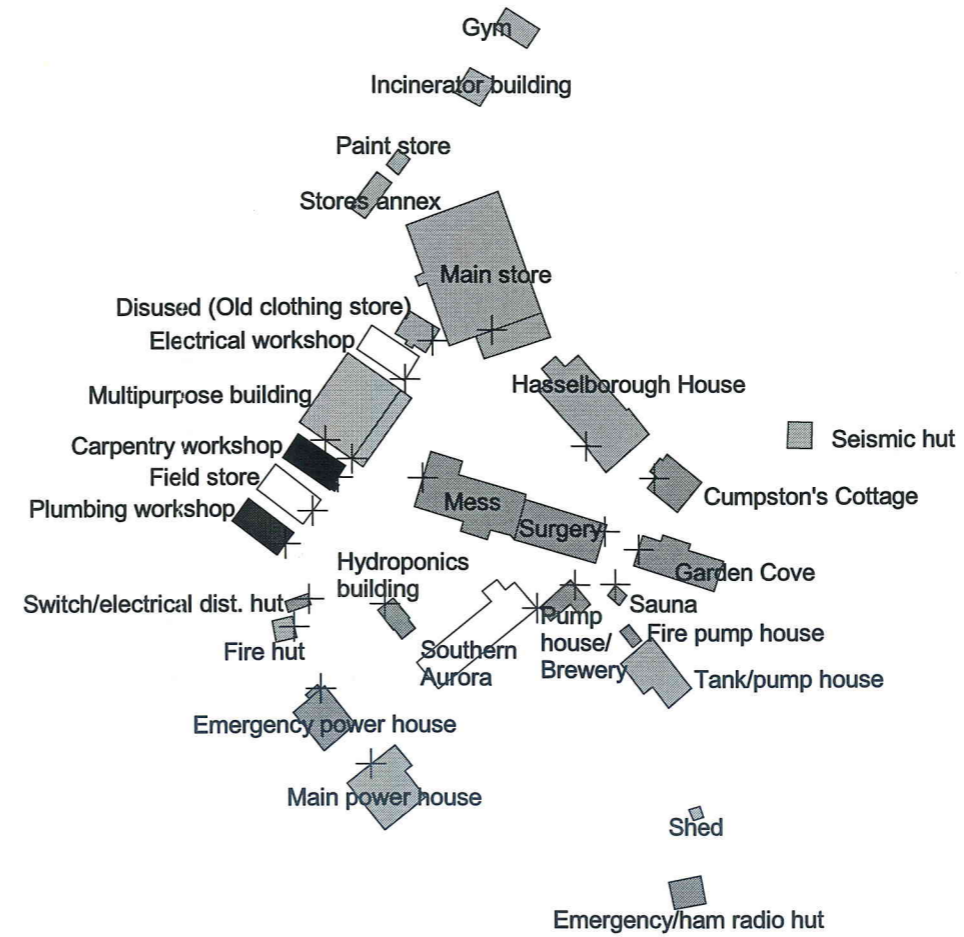 Gym
Incinerator building
Paint store
Stores annex
Main store
Disused (Old clothing store)
Electrical workshop
Multipurpose building
Hasselborough House
Seismic hut
Carpentry workshop
Field store
Plumbing workshop
Mess
Surgery
Cumpston's Cottage
Garden Cove
Hydroponics
building
Switch/electrical dist. hut
Fire hut
Southern
Aurora
Pump
house/
Brewery
Sauna
Fire pump house
Tank/pump house
Emergency power house
Main power house
Shed
Emergency/ham radio hut